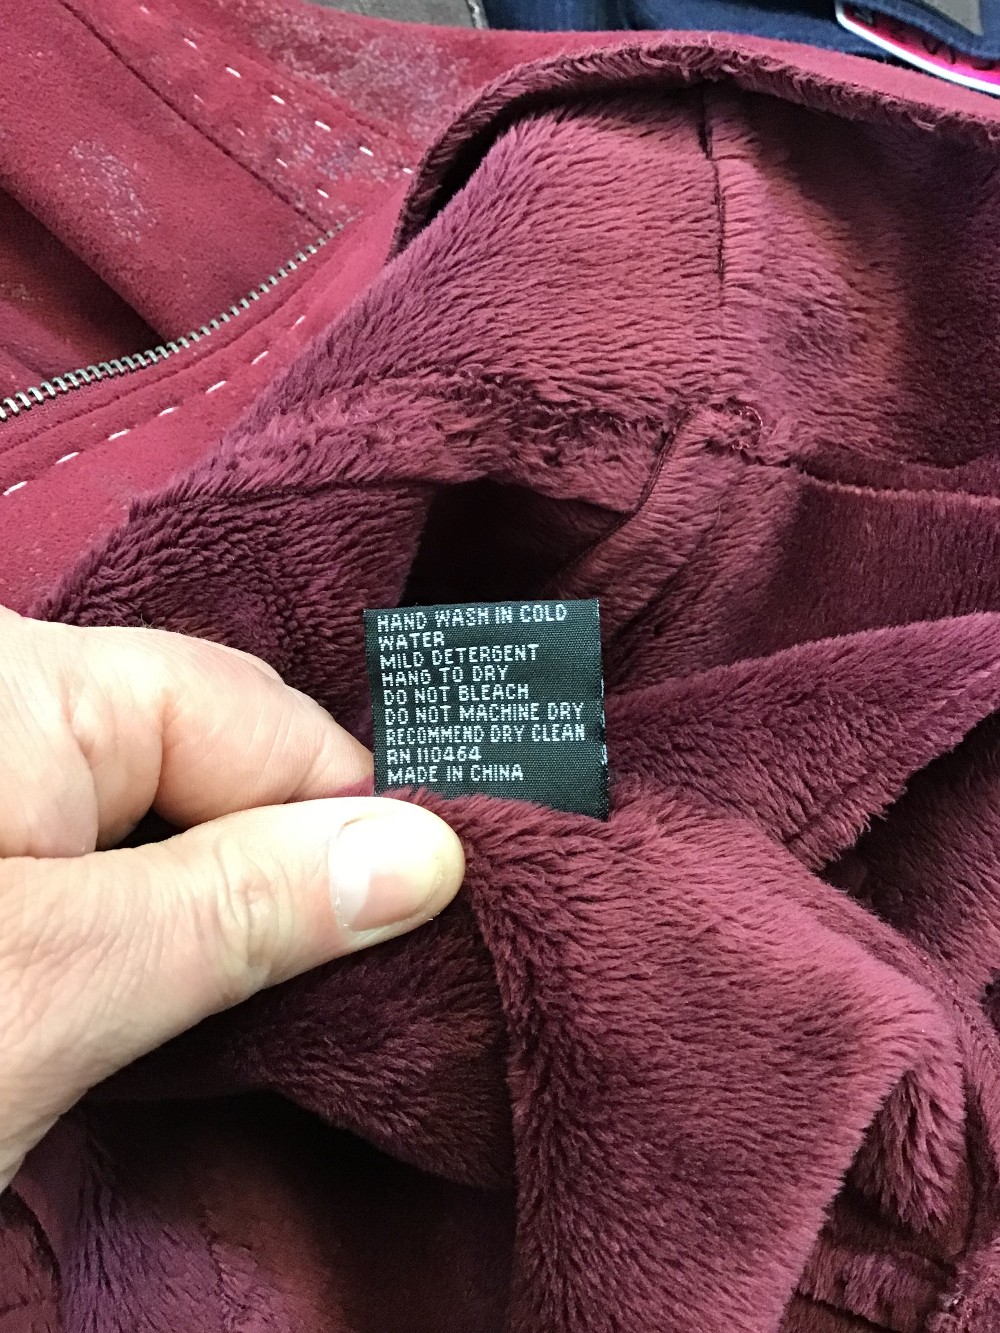 HAND WASH IN COLD
WATER
MILD DETERGENT
HANG TO DRY
DO NOT BLEACH
DO NOT MACHINE DRY
RECOMMEND DRY CLEAN
RN 110464
MADE IN CHINA